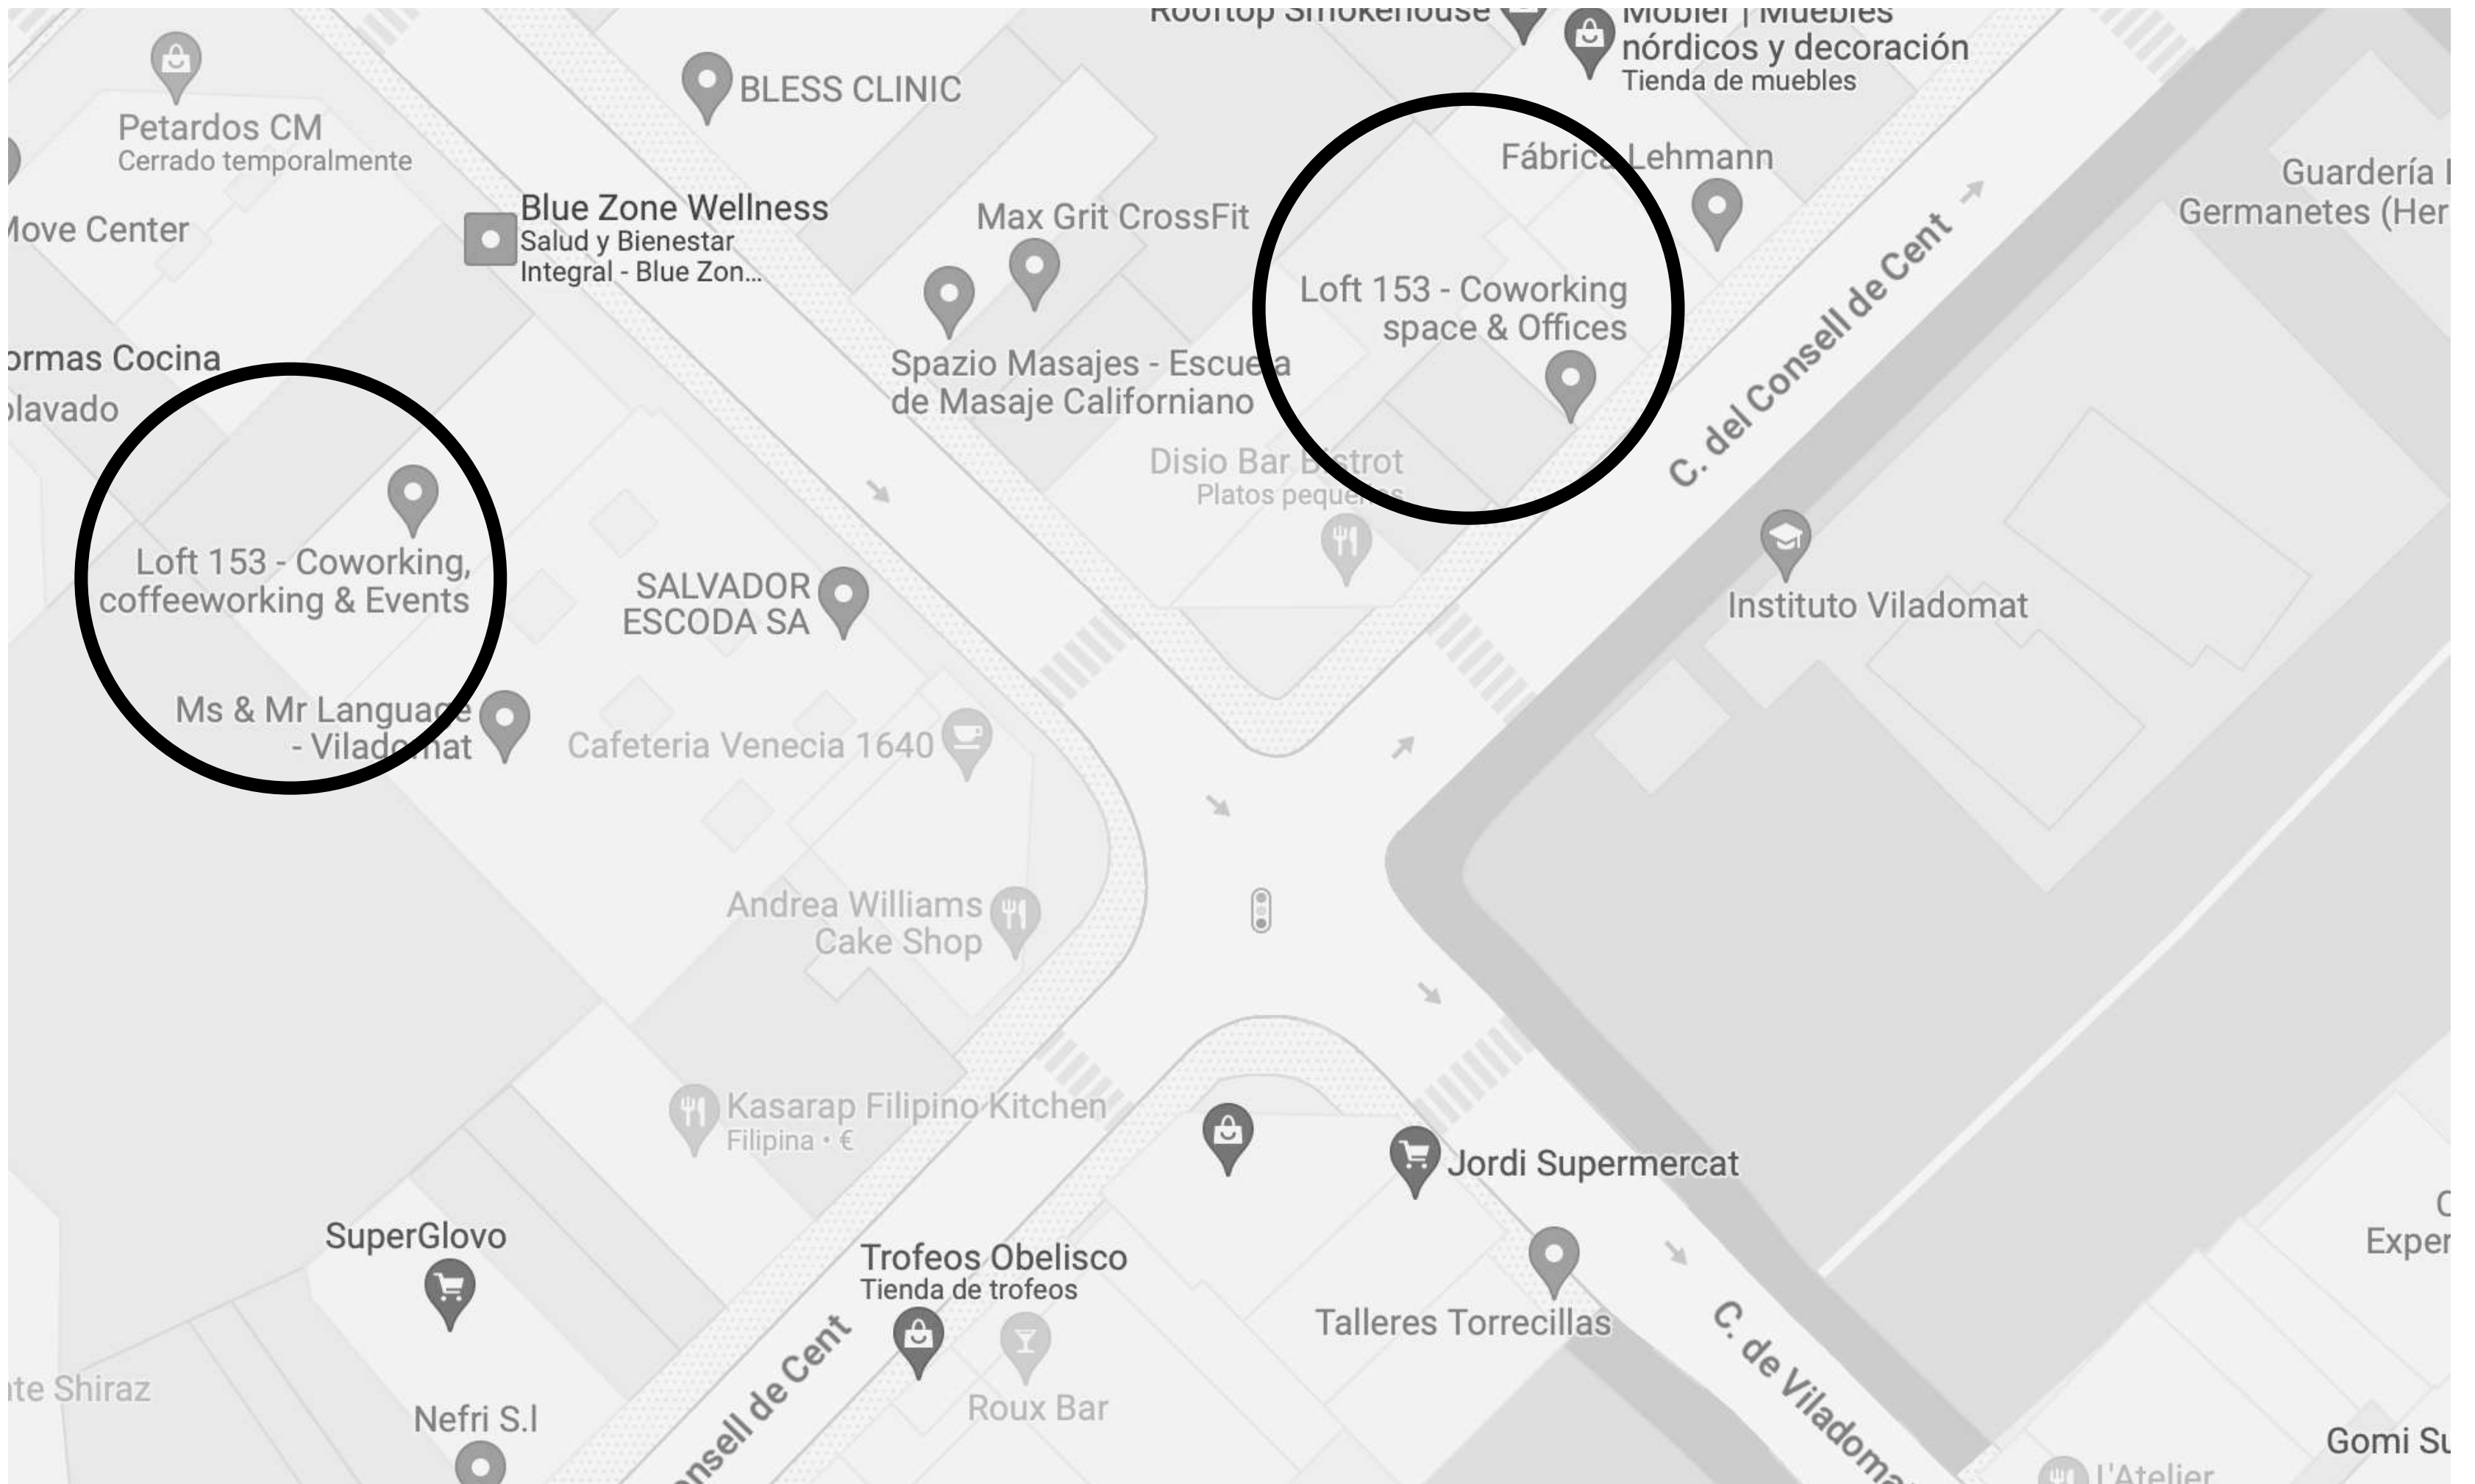 Rooftop Smokehouse
Mobler | Muebles
nórdicos y decoración
Tienda de muebles
BLESS CLINIC
Petardos CM
Cerrado temporalmente
Fábrica Lehmann
Guardería
Germanetes (Her
Move Center
Blue Zone Wellness
Salud y Bienestar
Integral - Blue Zon...
Max Grit CrossFit
C. del Consell de Cent
Loft 153 - Coworking
space & Offices
ormas Cocina
olavado
Spazio Masajes - Escuela
de Masaje Californiano
Disio Bar Bistrot
Platos pequeños
Loft 153 - Coworking,
coffeeworking & Events
SALVADOR
ESCODA SA
Instituto Viladomat
Ms & Mr Language
- Viladomat
Cafeteria Venecia 1640
Andrea Williams
Cake Shop
Kasarap Filipino Kitchen
Filipina • €
Jordi Supermercat
SuperGlovo
Trofeos Obelisco
Tienda de trofeos
Exper
Talleres Torrecillas
C. de Viladoma
onsell de Cent
te Shiraz
Roux Bar
Nefri S.l
Gomi Su
L'Atelier